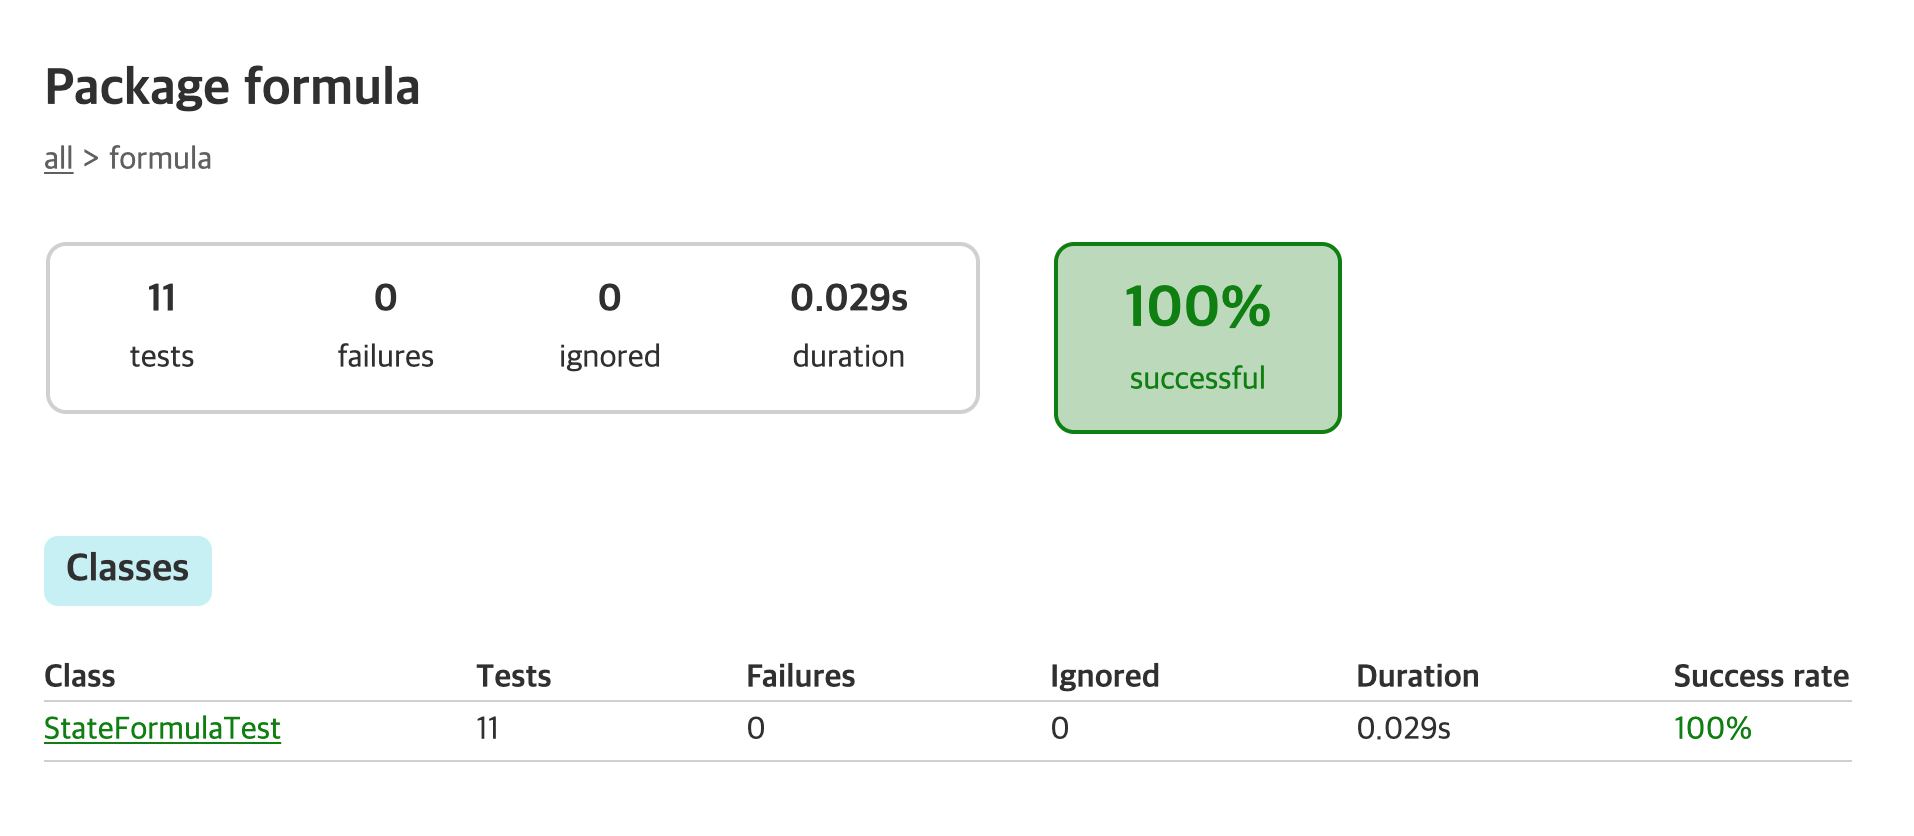 Package formula
all > formula
11 0 0 0.029s
tests failures ignored duration
100%
successful
Classes
Class Tests Failures Ignored Duration Success rate
StateFormulaTest 11 0 0 0.029s 100%